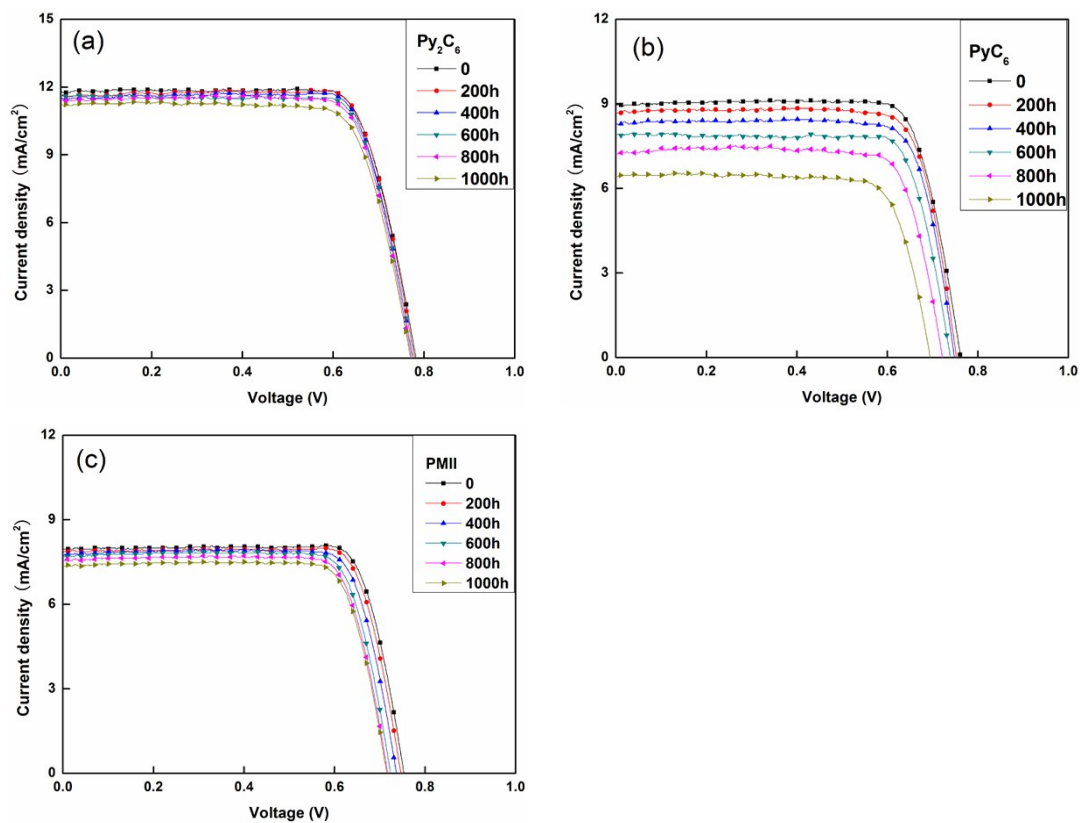 (a)
Py₂C₆
0
200h
400h
600h
800h
1000h
15
12
9
6
3
0
Current density (mA/cm²)
0.0 0.2 0.4 0.6 0.8 1.0
Voltage (V)
(b)
PyC₆
0
200h
400h
600h
800h
1000h
12
9
6
3
0
Current density (mA/cm²)
0.0 0.2 0.4 0.6 0.8 1.0
Voltage (V)
(c)
PMII
0
200h
400h
600h
800h
1000h
12
9
6
3
0
Current density (mA/cm²)
0.0 0.2 0.4 0.6 0.8 1.0
Voltage (V)